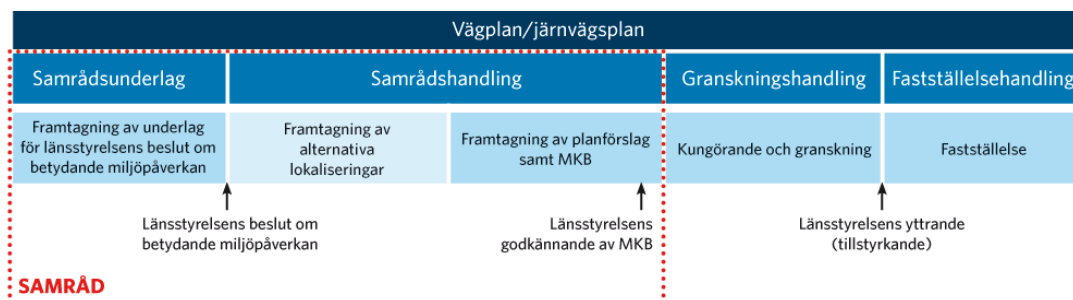 Vägplan/järnvägsplan
Samrådsunderlag
Samrådshandling
Granskningshandling
Fastställelsehandling
Framtagning av underlag
för länsstyrelsens beslut om
betydande miljöpåverkan
Framtagning av
alternativa
lokaliseringar
Framtagning av planförslag
samt MKB
Kungörande och granskning
Fastställelse
Länsstyrelsens beslut om
betydande miljöpåverkan
Länsstyrelsens
godkännande av MKB
Länsstyrelsens yttrande
(tillstyrkande)
SAMRÅD